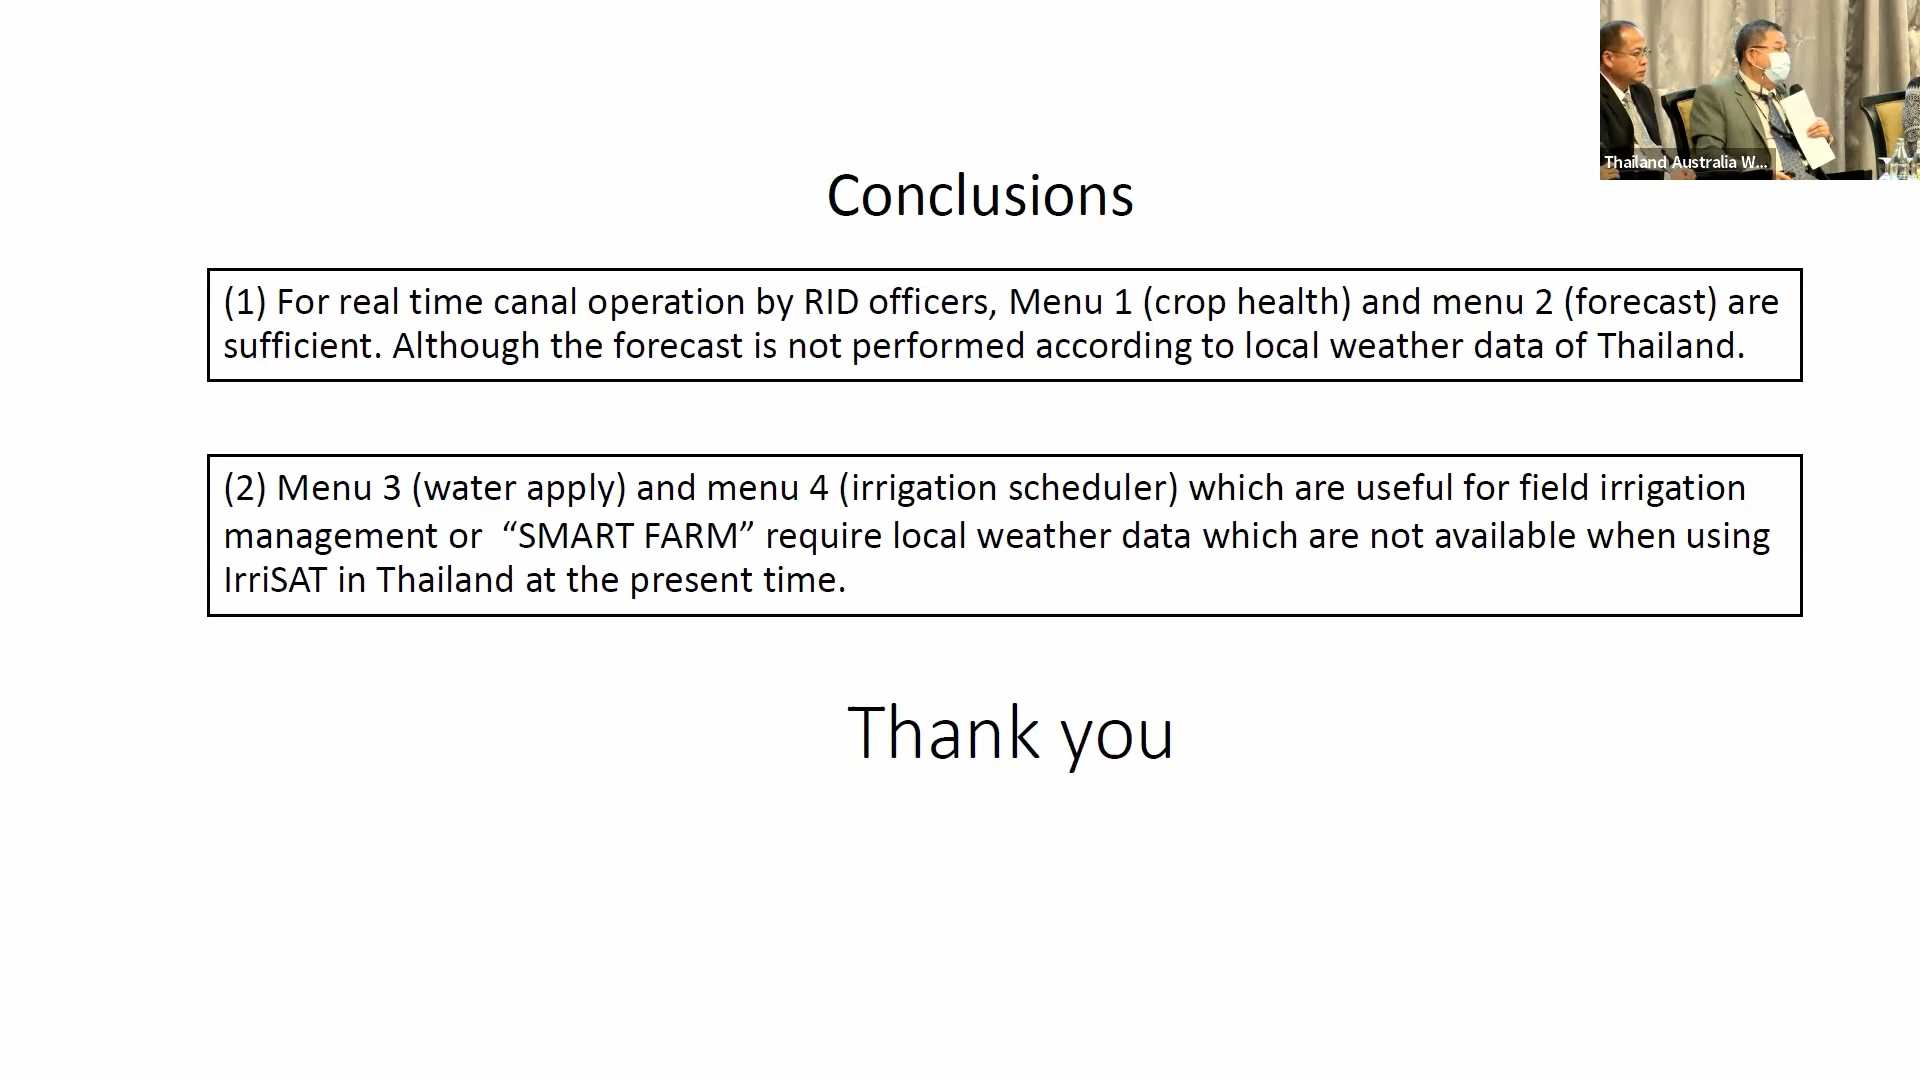 Thailand Australia W...
Conclusions
(1) For real time canal operation by RID officers, Menu 1 (crop health) and menu 2 (forecast) are
sufficient. Although the forecast is not performed according to local weather data of Thailand.
(2) Menu 3 (water apply) and menu 4 (irrigation scheduler) which are useful for field irrigation
management or “SMART FARM” require local weather data which are not available when using
IrriSAT in Thailand at the present time.
Thank you